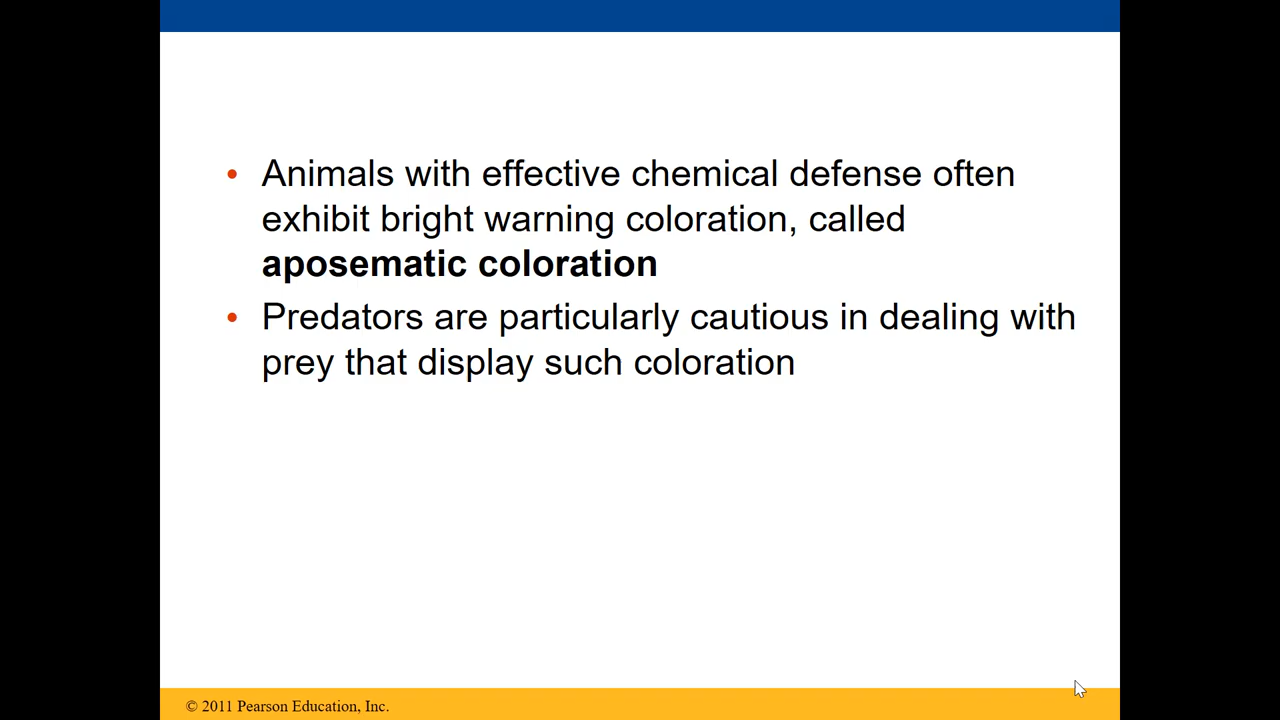 • Animals with effective chemical defense often
exhibit bright warning coloration, called
aposematic coloration
• Predators are particularly cautious in dealing with
prey that display such coloration
© 2011 Pearson Education, Inc.